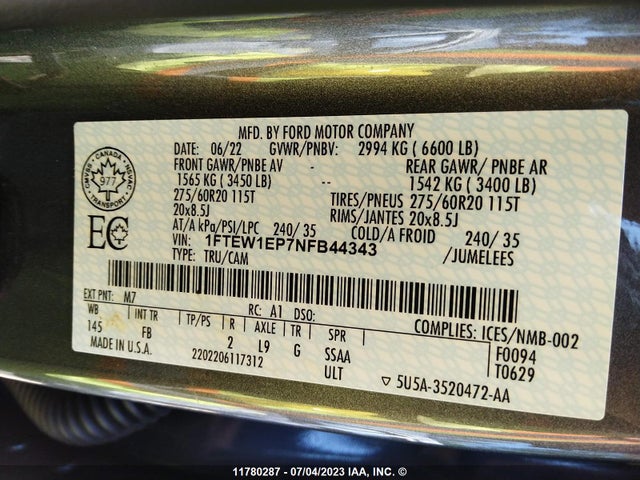 MFD. BY FORD MOTOR COMPANY
DATE: 06/22 GVWR/PNBV: 2994 KG ( 6600 LB)
FRONT GAWR/PNBE AV REAR GAWR/ PNBE AR
1565 KG ( 3450 LB) -- 1542 KG ( 3400 LB)
275/60R20 115T TIRES/PNEUS 275/60R20 115T
20x8.5J RIMS/JANTES 20x8.5J
AT/A kPa/PSI/LPC 240/ 35 COLD/A FROID 240/ 35
VIN: 1FTEW1EP7NFB44343
TYPE: TRU/CAM /JUMELEES
CANADA
CMVSS NSVAC
977
TRANSPORT
EC
EXT PNT: M7 RC: A1 DSO:
COMPLIES: ICES/NMB-002
WB INT TR TP/PS R AXLE TR SPR
145 FB 2 L9 G SSAA F0094
MADE IN U.S.A. 2202206117312 ULT T0629
5U5A-3520472-AA
11780287 - 07/04/2023 IAA, INC. ©